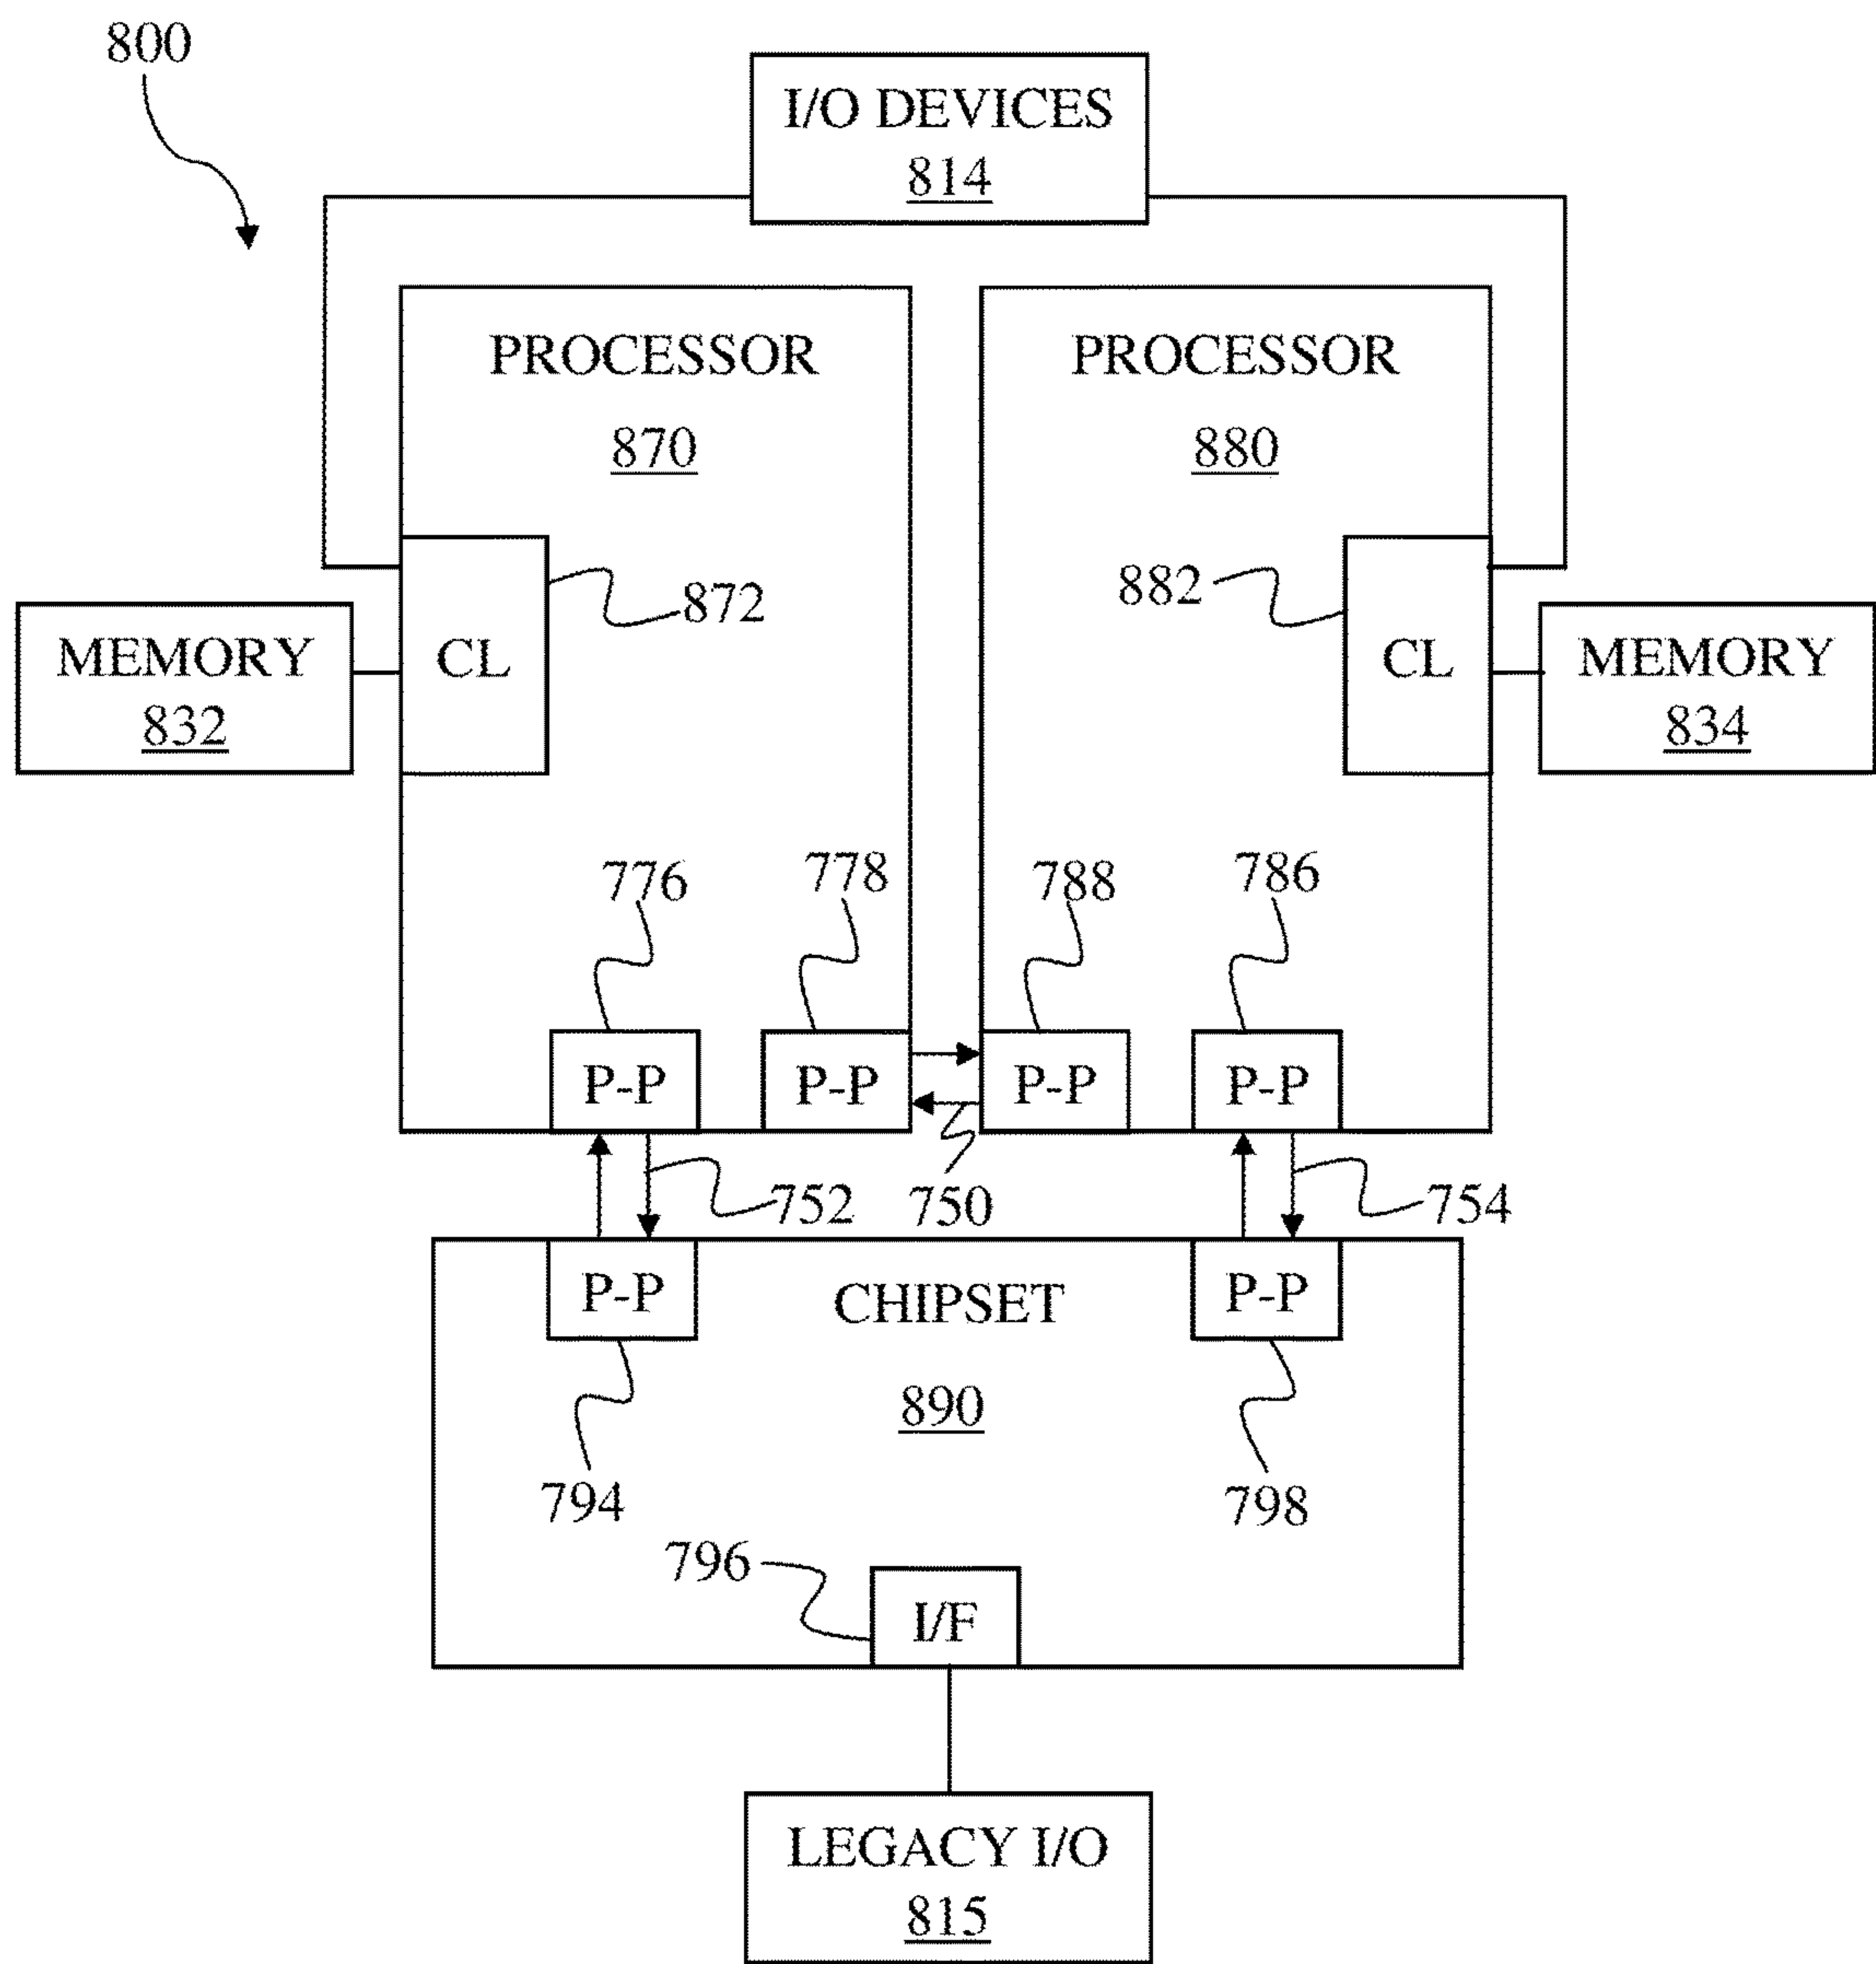 800
I/O DEVICES
814
PROCESSOR
870
PROCESSOR
880
872
882
MEMORY
832
CL
CL
MEMORY
834
776
778
788
786
P-P
P-P
P-P
P-P
752
750
754
P-P
CHIPSET
P-P
890
794
798
796
I/F
LEGACY I/O
815